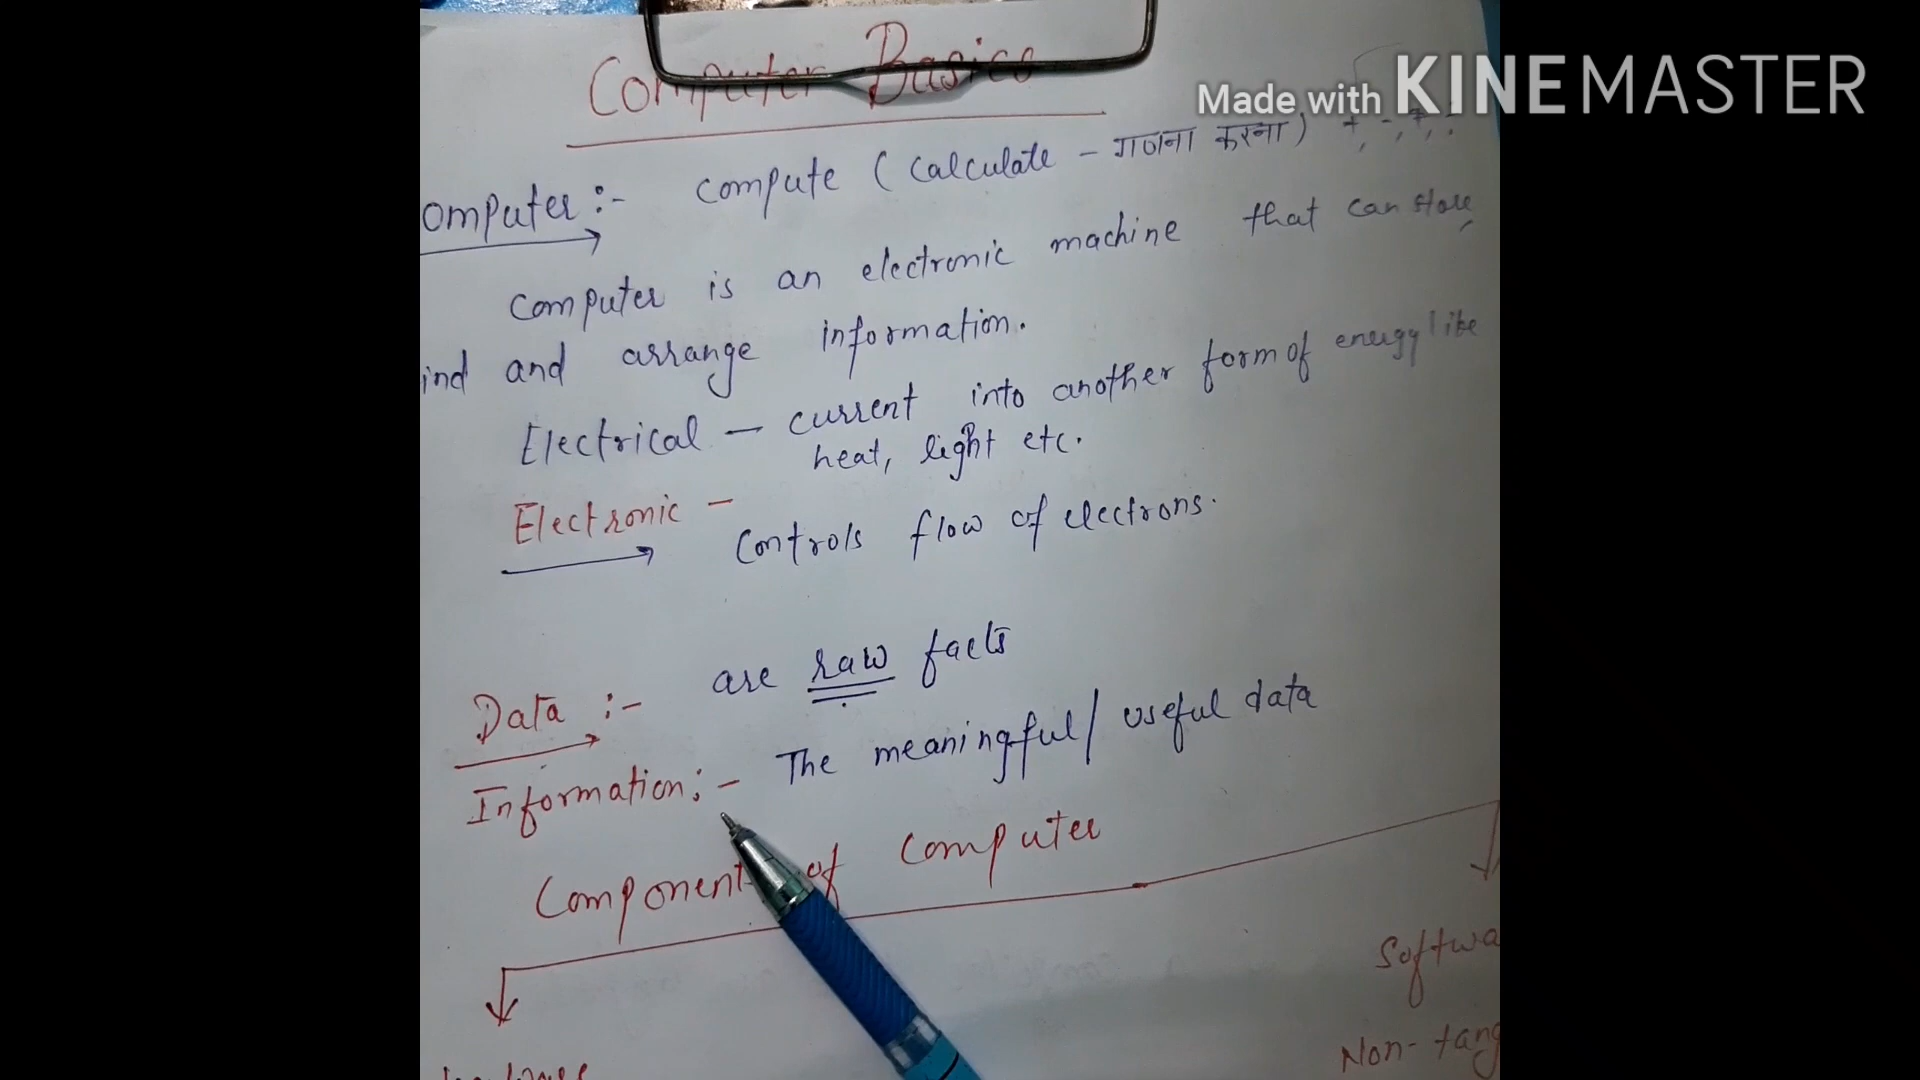 Computer Basics
Made with KINEMASTER
omputer :- compute (calculate - गणना करना) +, -, *, ÷
computer is an electronic machine that can store,
ind and arrange information.
Electrical – current into another form of energy like
heat, light etc.
Electronic –
controls flow of electrons.
Data :- are raw facts
Information :- The meaningful/ useful data
Component of computer
Softwa
Non-tang